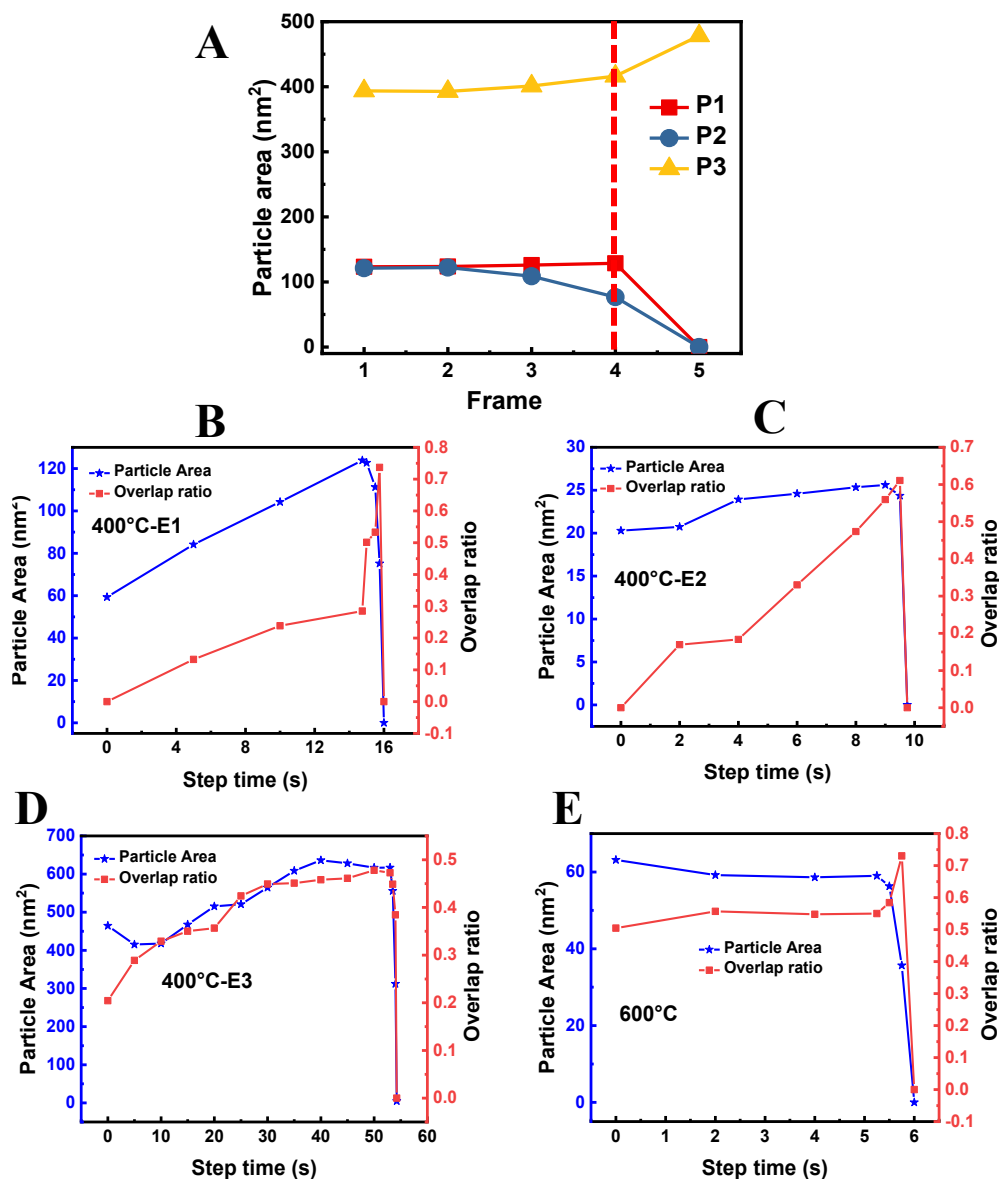 A
500
400
300
200
100
0
Particle area (nm²)
P1
P2
P3
1 2 3 4 5
Frame
B
120
100
80
60
40
20
0
Particle Area (nm²)
Particle Area
Overlap ratio
400°C-E1
0.8
0.7
0.6
0.5
0.4
0.3
0.2
0.1
0.0
-0.1
Overlap ratio
0 4 8 12 16
Step time (s)
C
30
25
20
15
10
5
0
Particle Area (nm²)
Particle Area
Overlap ratio
400°C-E2
0.7
0.6
0.5
0.4
0.3
0.2
0.1
0.0
Overlap ratio
0 2 4 6 8 10
Step time (s)
D
700
600
500
400
300
200
100
0
Particle Area (nm²)
Particle Area
Overlap ratio
400°C-E3
0.5
0.4
0.3
0.2
0.1
0.0
Overlap ratio
0 10 20 30 40 50 60
Step time (s)
E
60
40
20
0
Particle Area (nm²)
Particle Area
Overlap ratio
600°C
0.8
0.7
0.6
0.5
0.4
0.3
0.2
0.1
0.0
-0.1
Overlap ratio
0 1 2 3 4 5 6
Step time (s)